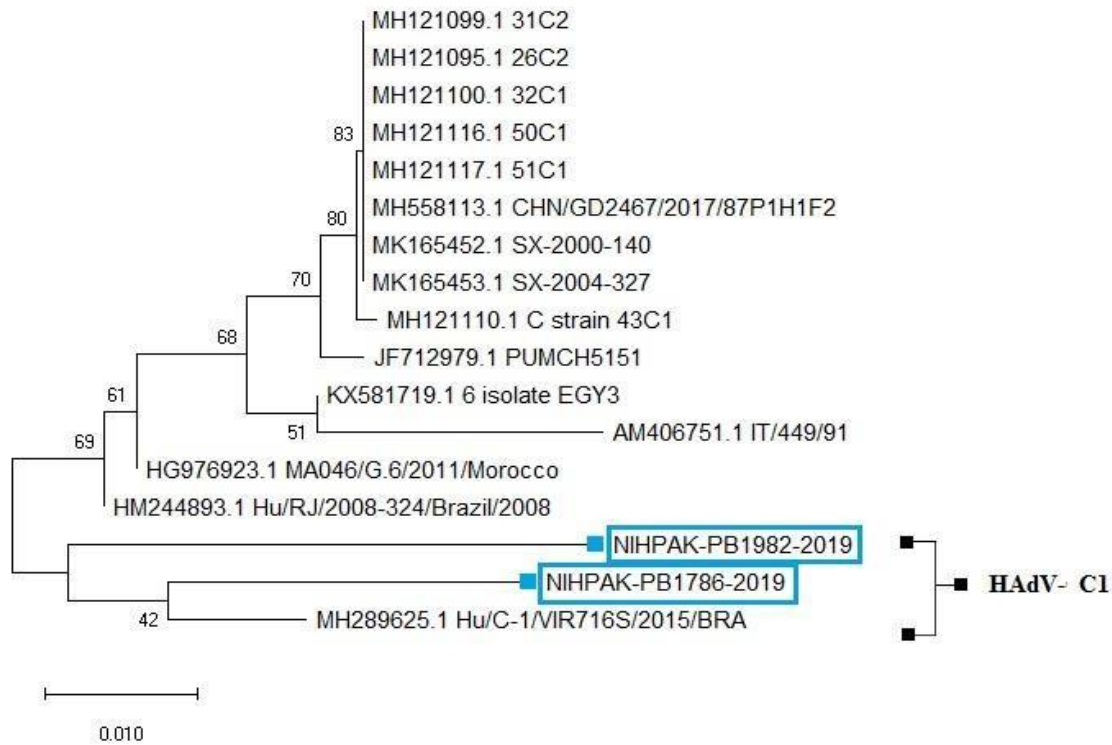 MH121099.1 31C2
MH121095.1 26C2
MH121100.1 32C1
83
MH121116.1 50C1
MH121117.1 51C1
MH558113.1 CHN/GD2467/2017/87P1H1F2
80
MK165452.1 SX-2000-140
70
MK165453.1 SX-2004-327
MH121110.1 C strain 43C1
68
JF712979.1 PUMCH5151
61
KX581719.1 6 isolate EGY3
51
AM406751.1 IT/449/91
69
HG976923.1 MA046/G.6/2011/Morocco
HM244893.1 Hu/RJ/2008-324/Brazil/2008
NIHPAK-PB1982-2019
NIHPAK-PB1786-2019
HAdV- C1
42
MH289625.1 Hu/C-1/VIR716S/2015/BRA
0.010